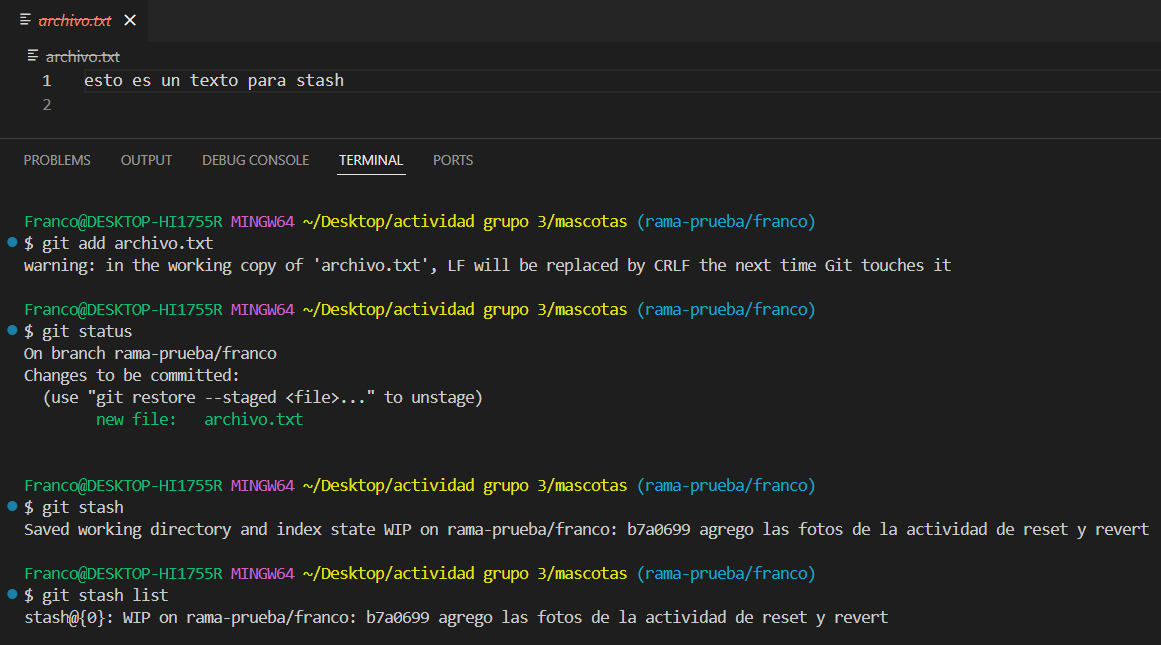 archivo.txt
archivo.txt
1 esto es un texto para stash
2
PROBLEMS OUTPUT DEBUG CONSOLE TERMINAL PORTS
Franco@DESKTOP-HI1755R MINGW64 ~/Desktop/actividad grupo 3/mascotas (rama-prueba/franco)
$ git add archivo.txt
warning: in the working copy of 'archivo.txt', LF will be replaced by CRLF the next time Git touches it
Franco@DESKTOP-HI1755R MINGW64 ~/Desktop/actividad grupo 3/mascotas (rama-prueba/franco)
$ git status
On branch rama-prueba/franco
Changes to be committed:
(use "git restore --staged <file>..." to unstage)
new file: archivo.txt
Franco@DESKTOP-HI1755R MINGW64 ~/Desktop/actividad grupo 3/mascotas (rama-prueba/franco)
$ git stash
Saved working directory and index state WIP on rama-prueba/franco: b7a0699 agrego las fotos de la actividad de reset y revert
Franco@DESKTOP-HI1755R MINGW64 ~/Desktop/actividad grupo 3/mascotas (rama-prueba/franco)
$ git stash list
stash@{0}: WIP on rama-prueba/franco: b7a0699 agrego las fotos de la actividad de reset y revert